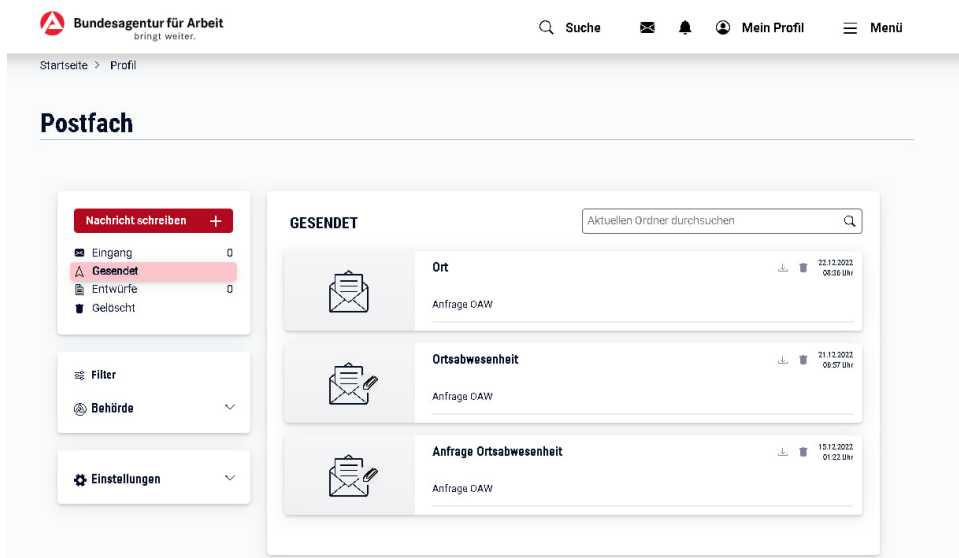 Bundesagentur für Arbeit
bringt weiter.
Suche
Mein Profil
Menü
Startseite > Profil
Postfach
Nachricht schreiben +
Eingang 0
Gesendet
Entwürfe 0
Gelöscht
Filter
Behörde
Einstellungen
GESENDET
Aktuellen Ordner durchsuchen
Ort
22.12.2022
08:36 Uhr
Anfrage OAW
Ortsabwesenheit
21.12.2022
06:57 Uhr
Anfrage OAW
Anfrage Ortsabwesenheit
15.12.2022
01:22 Uhr
Anfrage OAW